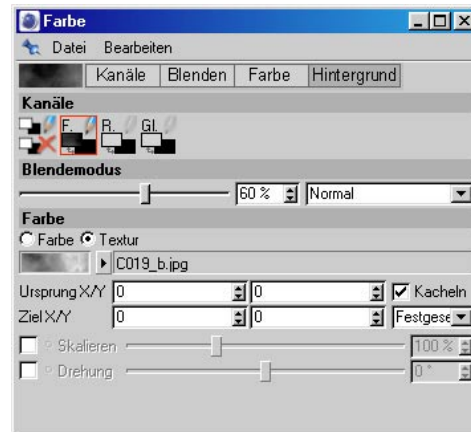 Farbe
Datei Bearbeiten
Kanäle Blenden Farbe Hintergrund
Kanäle
F. R. Gl.
Blendemodus
60 % Normal
Farbe
Farbe Textur
C019_b.jpg
Ursprung X/Y 0 0 Kacheln
Ziel X/Y 0 0 Festgese
Skalieren 100 %
Drehung 0 °